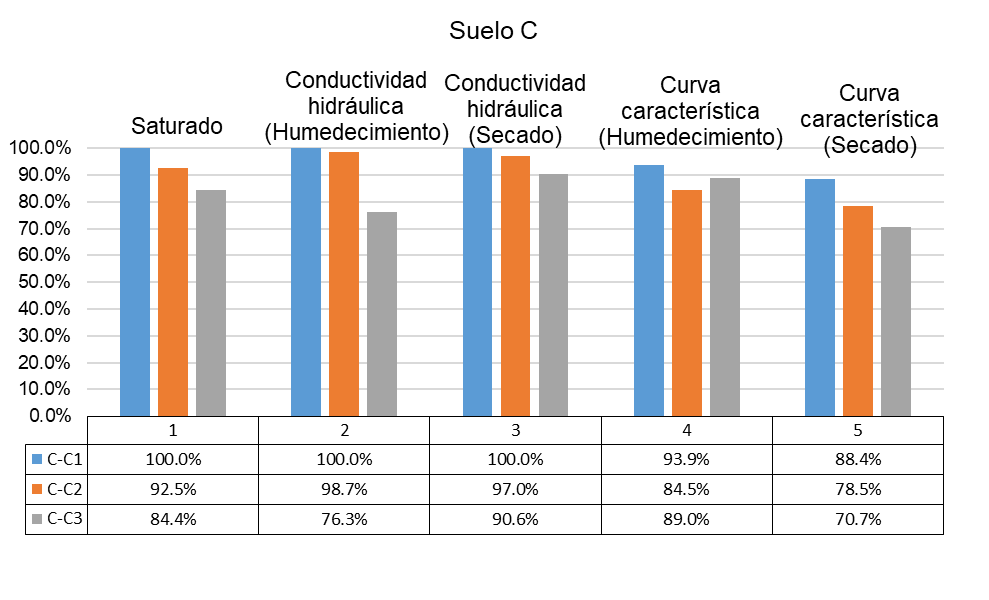 Suelo C
Saturado
Conductividad
hidráulica
(Humedecimiento)
Conductividad
hidráulica
(Secado)
Curva
característica
(Humedecimiento)
Curva
característica
(Secado)
100.0%
90.0%
80.0%
70.0%
60.0%
50.0%
40.0%
30.0%
20.0%
10.0%
0.0%
1 2 3 4 5
C-C1 100.0% 100.0% 100.0% 93.9% 88.4%
C-C2 92.5% 98.7% 97.0% 84.5% 78.5%
C-C3 84.4% 76.3% 90.6% 89.0% 70.7%